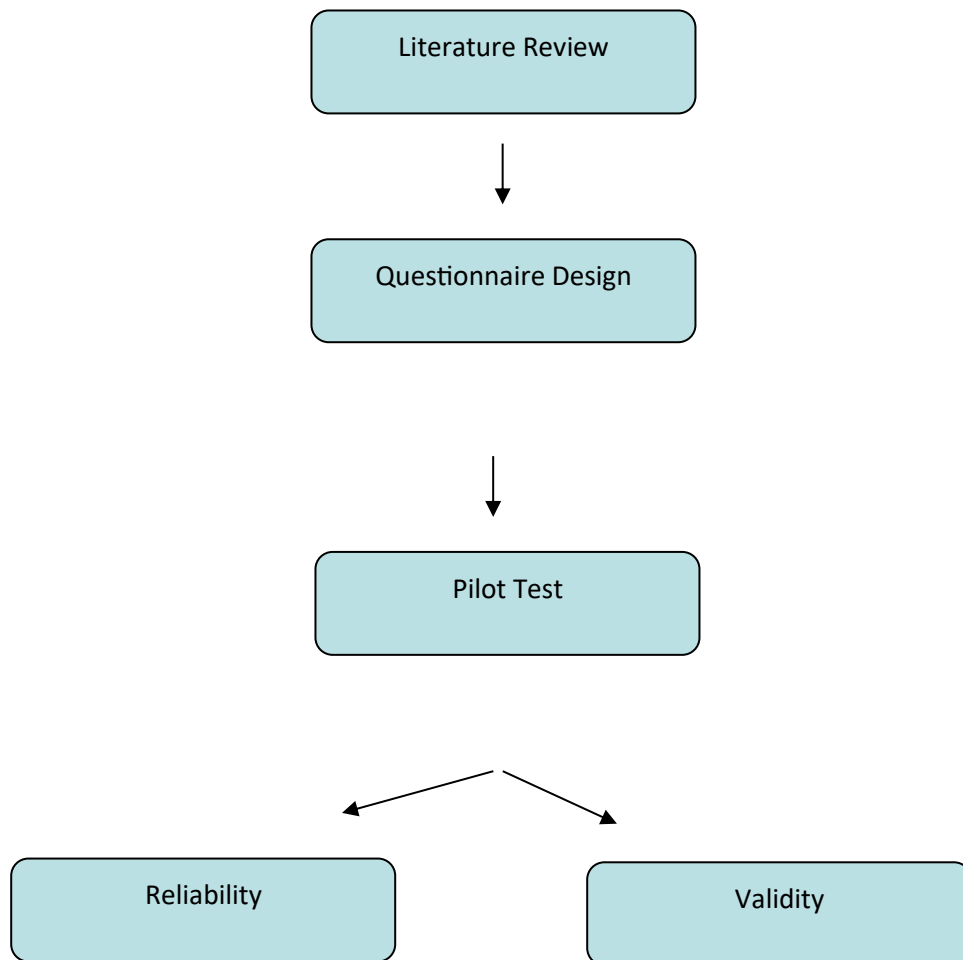 Literature Review
Questionnaire Design
Pilot Test
Reliability
Validity